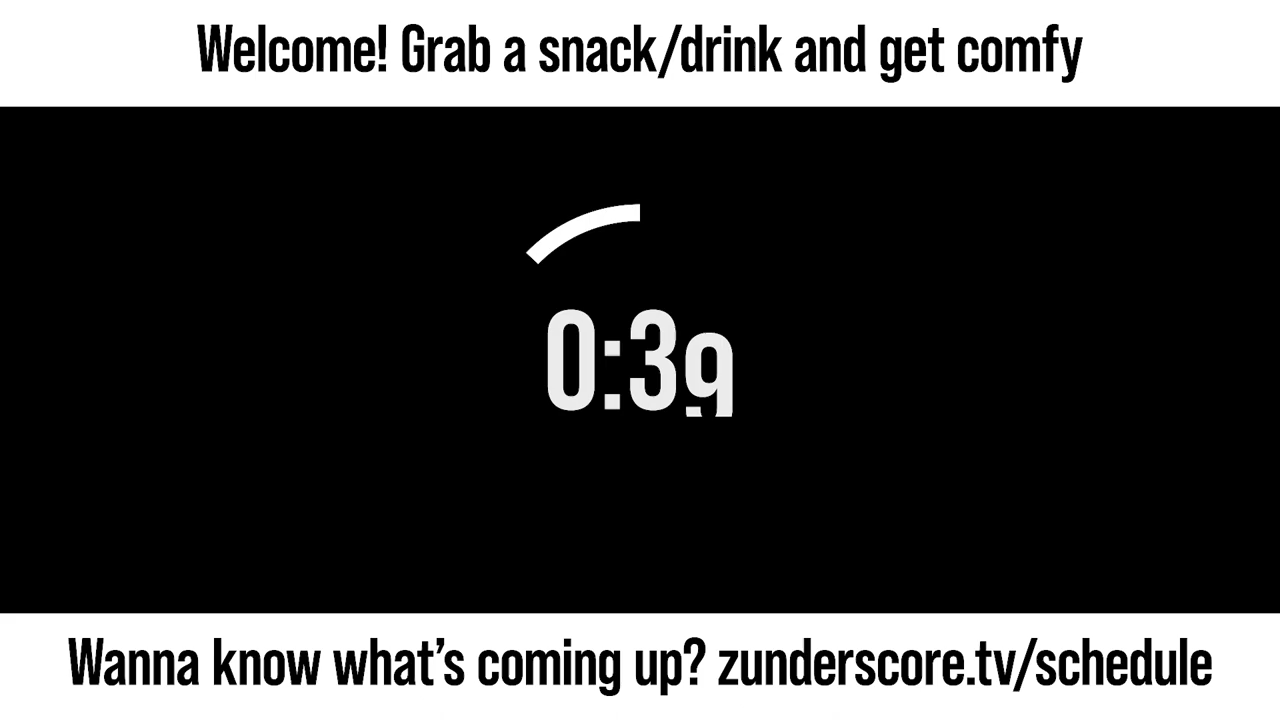 Welcome! Grab a snack/drink and get comfy
0:39
Wanna know what's coming up? zunderscore.tv/schedule